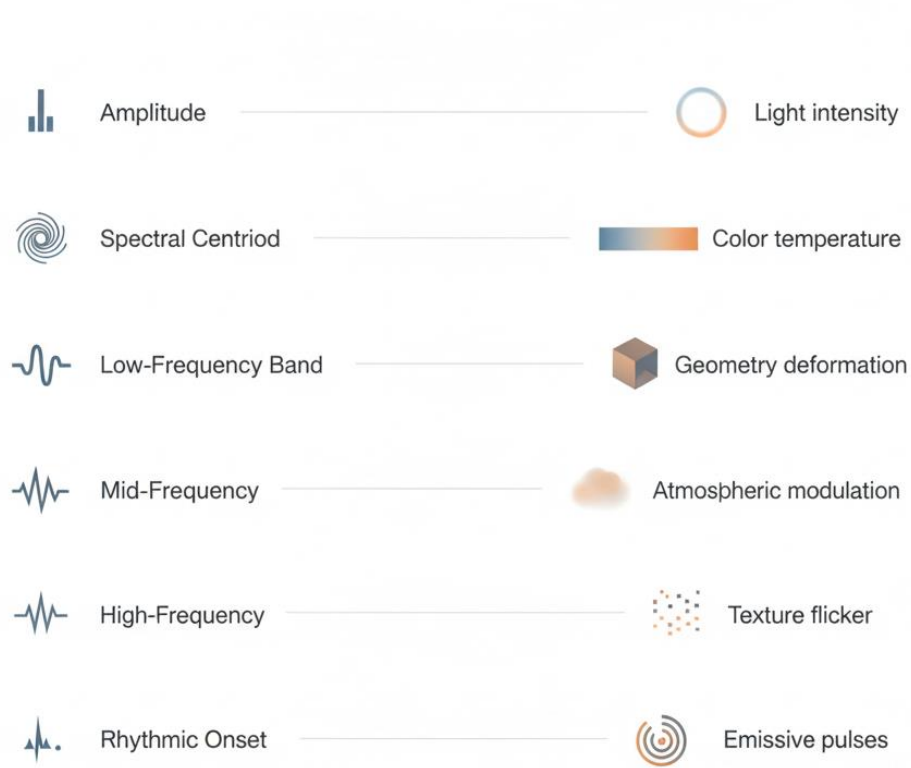 Amplitude Light intensity
Spectral Centriod Color temperature
Low-Frequency Band Geometry deformation
Mid-Frequency Atmospheric modulation
High-Frequency Texture flicker
Rhythmic Onset Emissive pulses